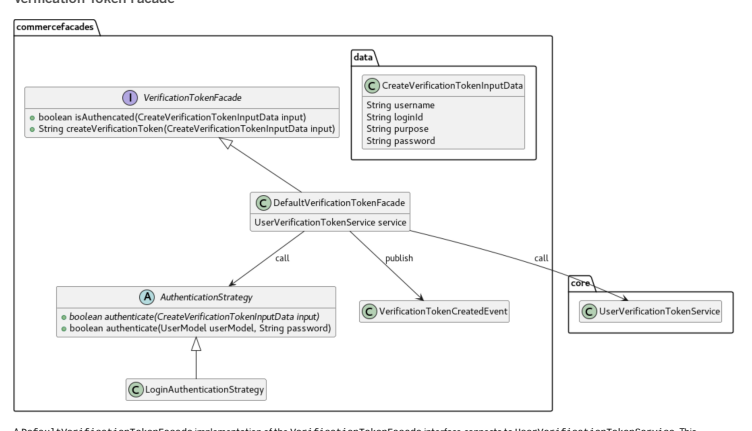 Verification Token Facade
commercefacades
data
C CreateVerificationTokenInputData
String username
String loginId
String purpose
String password
I VerificationTokenFacade
boolean isAuthencated(CreateVerificationTokenInputData input)
String createVerificationToken(CreateVerificationTokenInputData input)
C DefaultVerificationTokenFacade
UserVerificationTokenService service
call
publish
call
A AuthenticationStrategy
boolean authenticate(CreateVerificationTokenInputData input)
boolean authenticate(UserModel userModel, String password)
C VerificationTokenCreatedEvent
core
C UserVerificationTokenService
C LoginAuthenticationStrategy
A DefaultVerificationTokenFacade implementation of the VerificationTokenFacade interface connects to UserVerificationTokenService. This